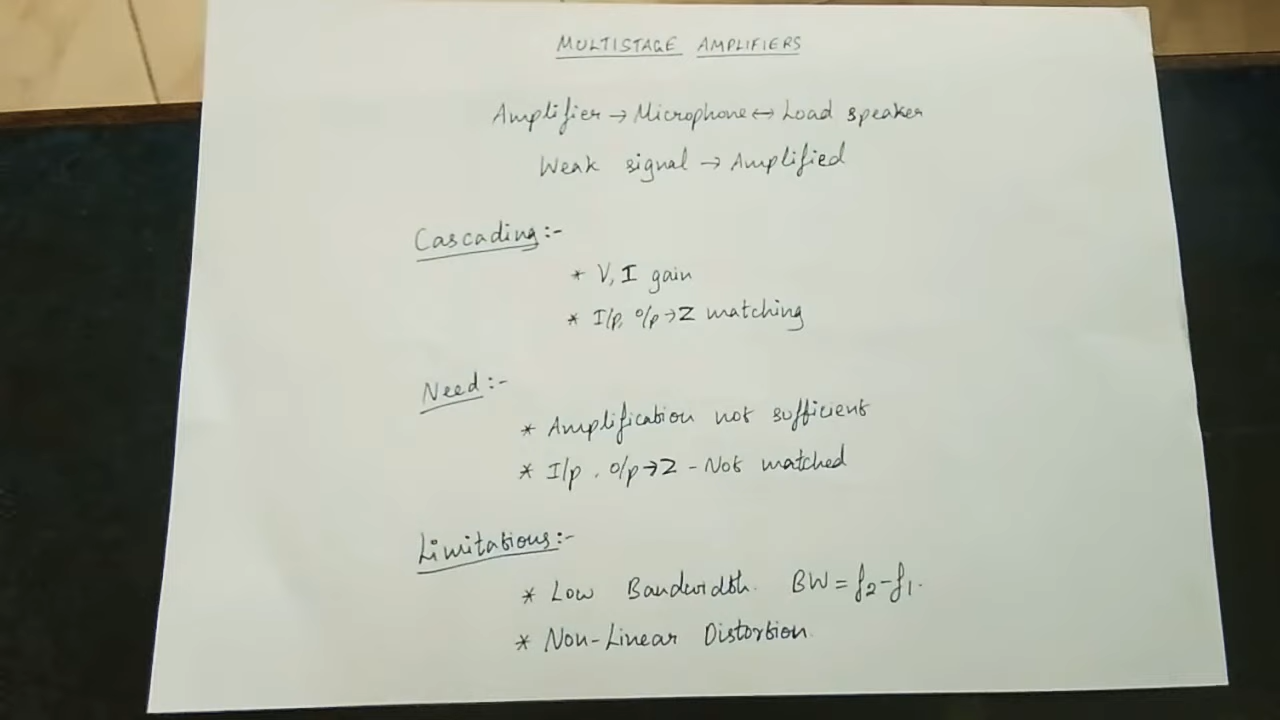 MULTISTAGE AMPLIFIERS
Amplifier → Microphone ↔ Load speaker
Weak signal → Amplified
Cascading :-
* V, I gain
* I/p, o/p → Z matching
Need :-
* Amplification not sufficient
* I/p , o/p → Z - Not matched
Limitations :-
* Low Bandwidth. BW = f₂-f₁.
* Non-Linear Distortion.